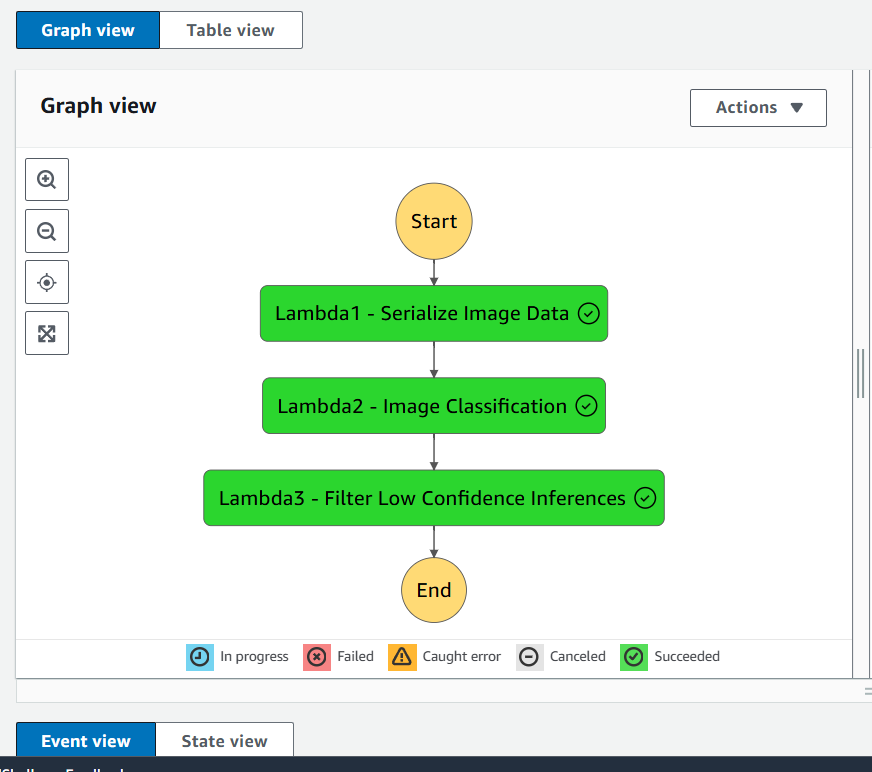 Graph view Table view
Graph view
Actions
Start
Lambda1 - Serialize Image Data
Lambda2 - Image Classification
Lambda3 - Filter Low Confidence Inferences
End
In progress Failed Caught error Canceled Succeeded
Event view State view